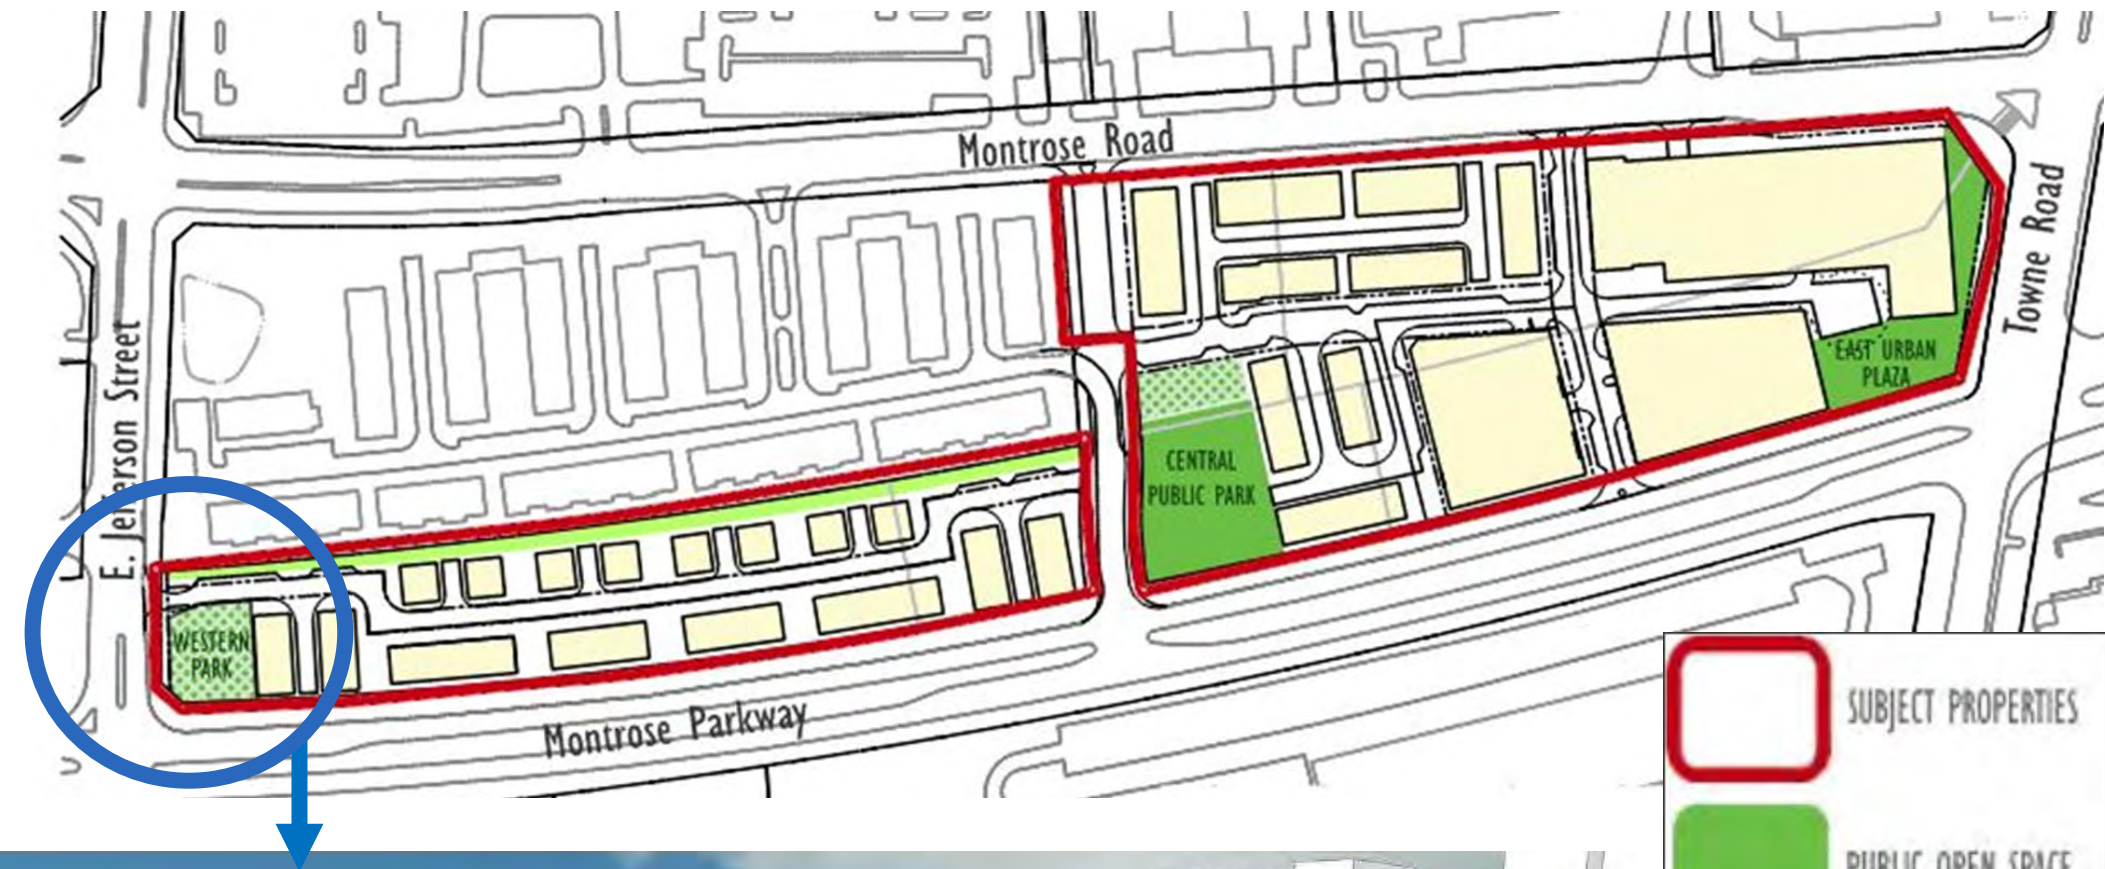 Montrose Road
Towne Road
E. Jefferson Street
EAST URBAN
PLAZA
CENTRAL
PUBLIC PARK
WESTERN
PARK
Montrose Parkway
SUBJECT PROPERTIES
PUBLIC OPEN SPACE